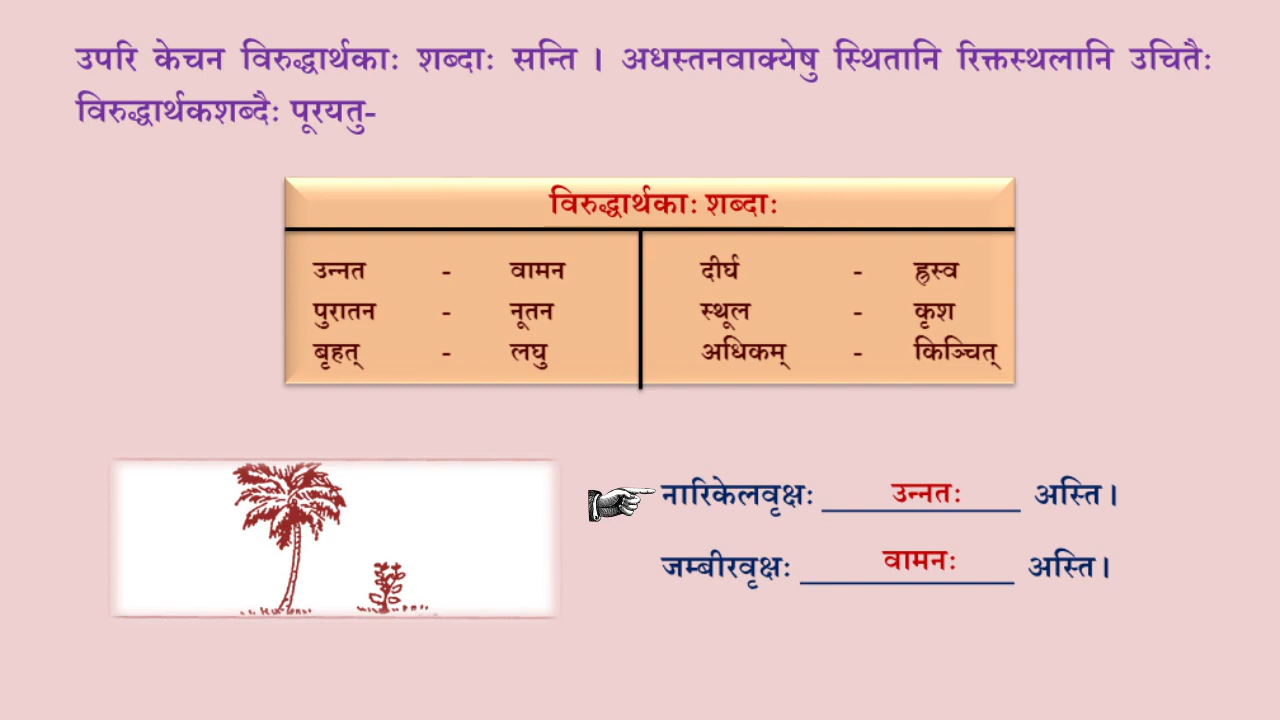 उपरि केचन विरुद्धार्थकाः शब्दाः सन्ति । अधस्तनवाक्येषु स्थितानि रिक्तस्थलानि उचितैः
विरुद्धार्थकशब्दैः पूरयतु-
विरुद्धार्थकाः शब्दाः
उन्नत - वामन दीर्घ - ह्रस्व
पुरातन - नूतन स्थूल - कृश
बृहत् - लघु अधिकम् - किञ्चित्
नारिकेलवृक्षः उन्नतः अस्ति ।
जम्बीरवृक्षः वामनः अस्ति ।